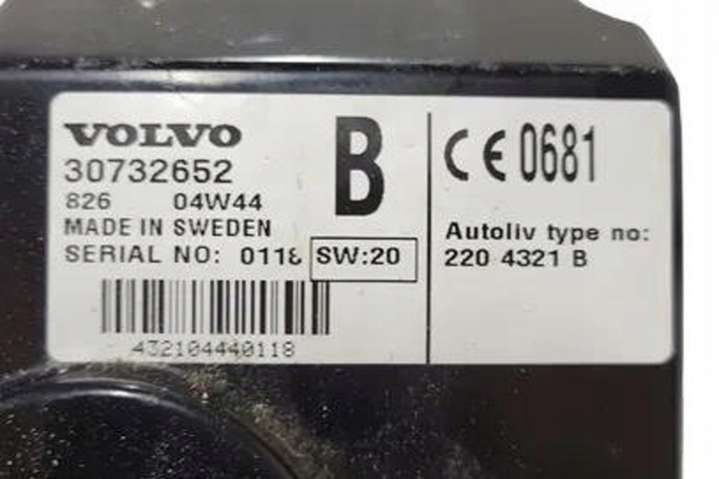 VOLVO
30732652
826 04W44
MADE IN SWEDEN
SERIAL NO: 0118
SW:20
432104440118
B
CE 0681
Autoliv type no:
220 4321 B